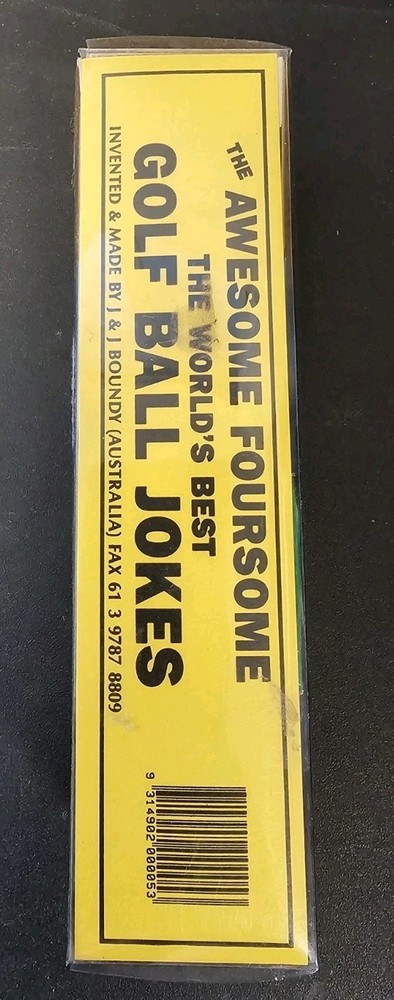 THE AWESOME FOURSOME
THE WORLD'S BEST
GOLF BALL JOKES
INVENTED & MADE BY J & J BOUNDY (AUSTRALIA) FAX 61 3 9787 8809
9 314902 000053